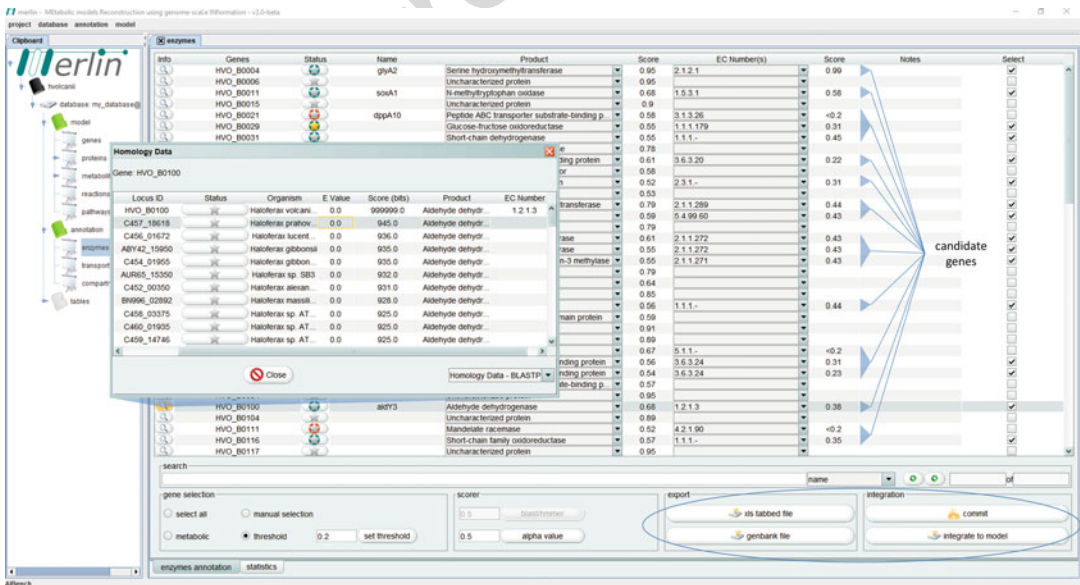 merlin - MEtabolic models Reconstruction using genome-scaLe INformation - v3.0-beta
project database annotation model
Clipboard
enzymes
Merlin
hvolcanii
database: my_database@
model
genes
proteins
metabolit
reactions
pathways
annotation
enzymes
transport
compartr
tables
Info Genes Status Name Product Score EC Number(s) Score Notes Select
HVO_B0004 glyA2 Serine hydroxymethyltransferase 0.95 2.1.2.1 0.99
HVO_B0006 Uncharacterized protein 0.95
HVO_B0011 soxA1 N-methyltryptophan oxidase 0.68 1.5.3.1 0.58
HVO_B0015 Uncharacterized protein 0.9
HVO_B0021 dppA10 Peptide ABC transporter substrate-binding p... 0.58 3.1.3.26 <0.2
HVO_B0029 Glucose-fructose oxidoreductase 0.55 1.1.1.179 0.31
HVO_B0031 Short-chain dehydrogenase 0.55 1.1.1.- 0.45
e 0.78
ding protein 0.61 3.6.3.20 0.22
or 0.58
n 0.52 2.3.1.- 0.31
0.53
transferase 0.79 2.1.1.289 0.44
0.59 5.4.99.60 0.43
0.79
rase 0.61 2.1.1.272 0.43
rase 0.55 2.1.1.272 0.43
n-3 methylase 0.55 2.1.1.271 0.43
0.79
0.64
0.85
0.56 1.1.1.- 0.44
main protein 0.59
0.91
0.89
0.67 5.1.1.- <0.2
nding protein 0.56 3.6.3.24 0.31
nding protein 0.54 3.6.3.24 0.23
ate-binding p... 0.57
0.95
HVO_B0100 aldY3 Aldehyde dehydrogenase 0.68 1.2.1.3 0.38
HVO_B0104 Uncharacterized protein 0.89
HVO_B0111 Mandelate racemase 0.52 4.2.1.90 <0.2
HVO_B0116 Short-chain family oxidoreductase 0.57 1.1.1.- 0.35
HVO_B0117 Uncharacterized protein 0.95
candidate
genes
Homology Data
Gene: HVO_B0100
Locus ID Status Organism E Value Score (bits) Product EC Number
HVO_B0100 Haloferax volcani... 0.0 999999.0 Aldehyde dehydr... 1.2.1.3
C457_18618 Haloferax prahov... 0.0 945.0 Aldehyde dehydr...
C456_01672 Haloferax lucent... 0.0 936.0 Aldehyde dehydr...
ABY42_15950 Haloferax gibbonsii 0.0 935.0 Aldehyde dehydr...
C454_01955 Haloferax gibbon... 0.0 935.0 Aldehyde dehydr...
AUR65_15350 Haloferax sp. SB3 0.0 932.0 Aldehyde dehydr...
C452_00350 Haloferax alexan... 0.0 931.0 Aldehyde dehydr...
BN996_02892 Haloferax massili... 0.0 928.0 Aldehyde dehydr...
C458_03375 Haloferax sp. AT... 0.0 925.0 Aldehyde dehydr...
C460_01935 Haloferax sp. AT... 0.0 925.0 Aldehyde dehydr...
C459_14746 Haloferax sp. AT... 0.0 925.0 Aldehyde dehydr...
Close
Homology Data - BLASTP
search
name of
gene selection
select all manual selection
metabolic threshold 0.2 set threshold
scorer
0.5 blast/hmmer
0.5 alpha value
export
xls tabbed file
genbank file
integration
commit
integrate to model
enzymes annotation statistics
AIBench